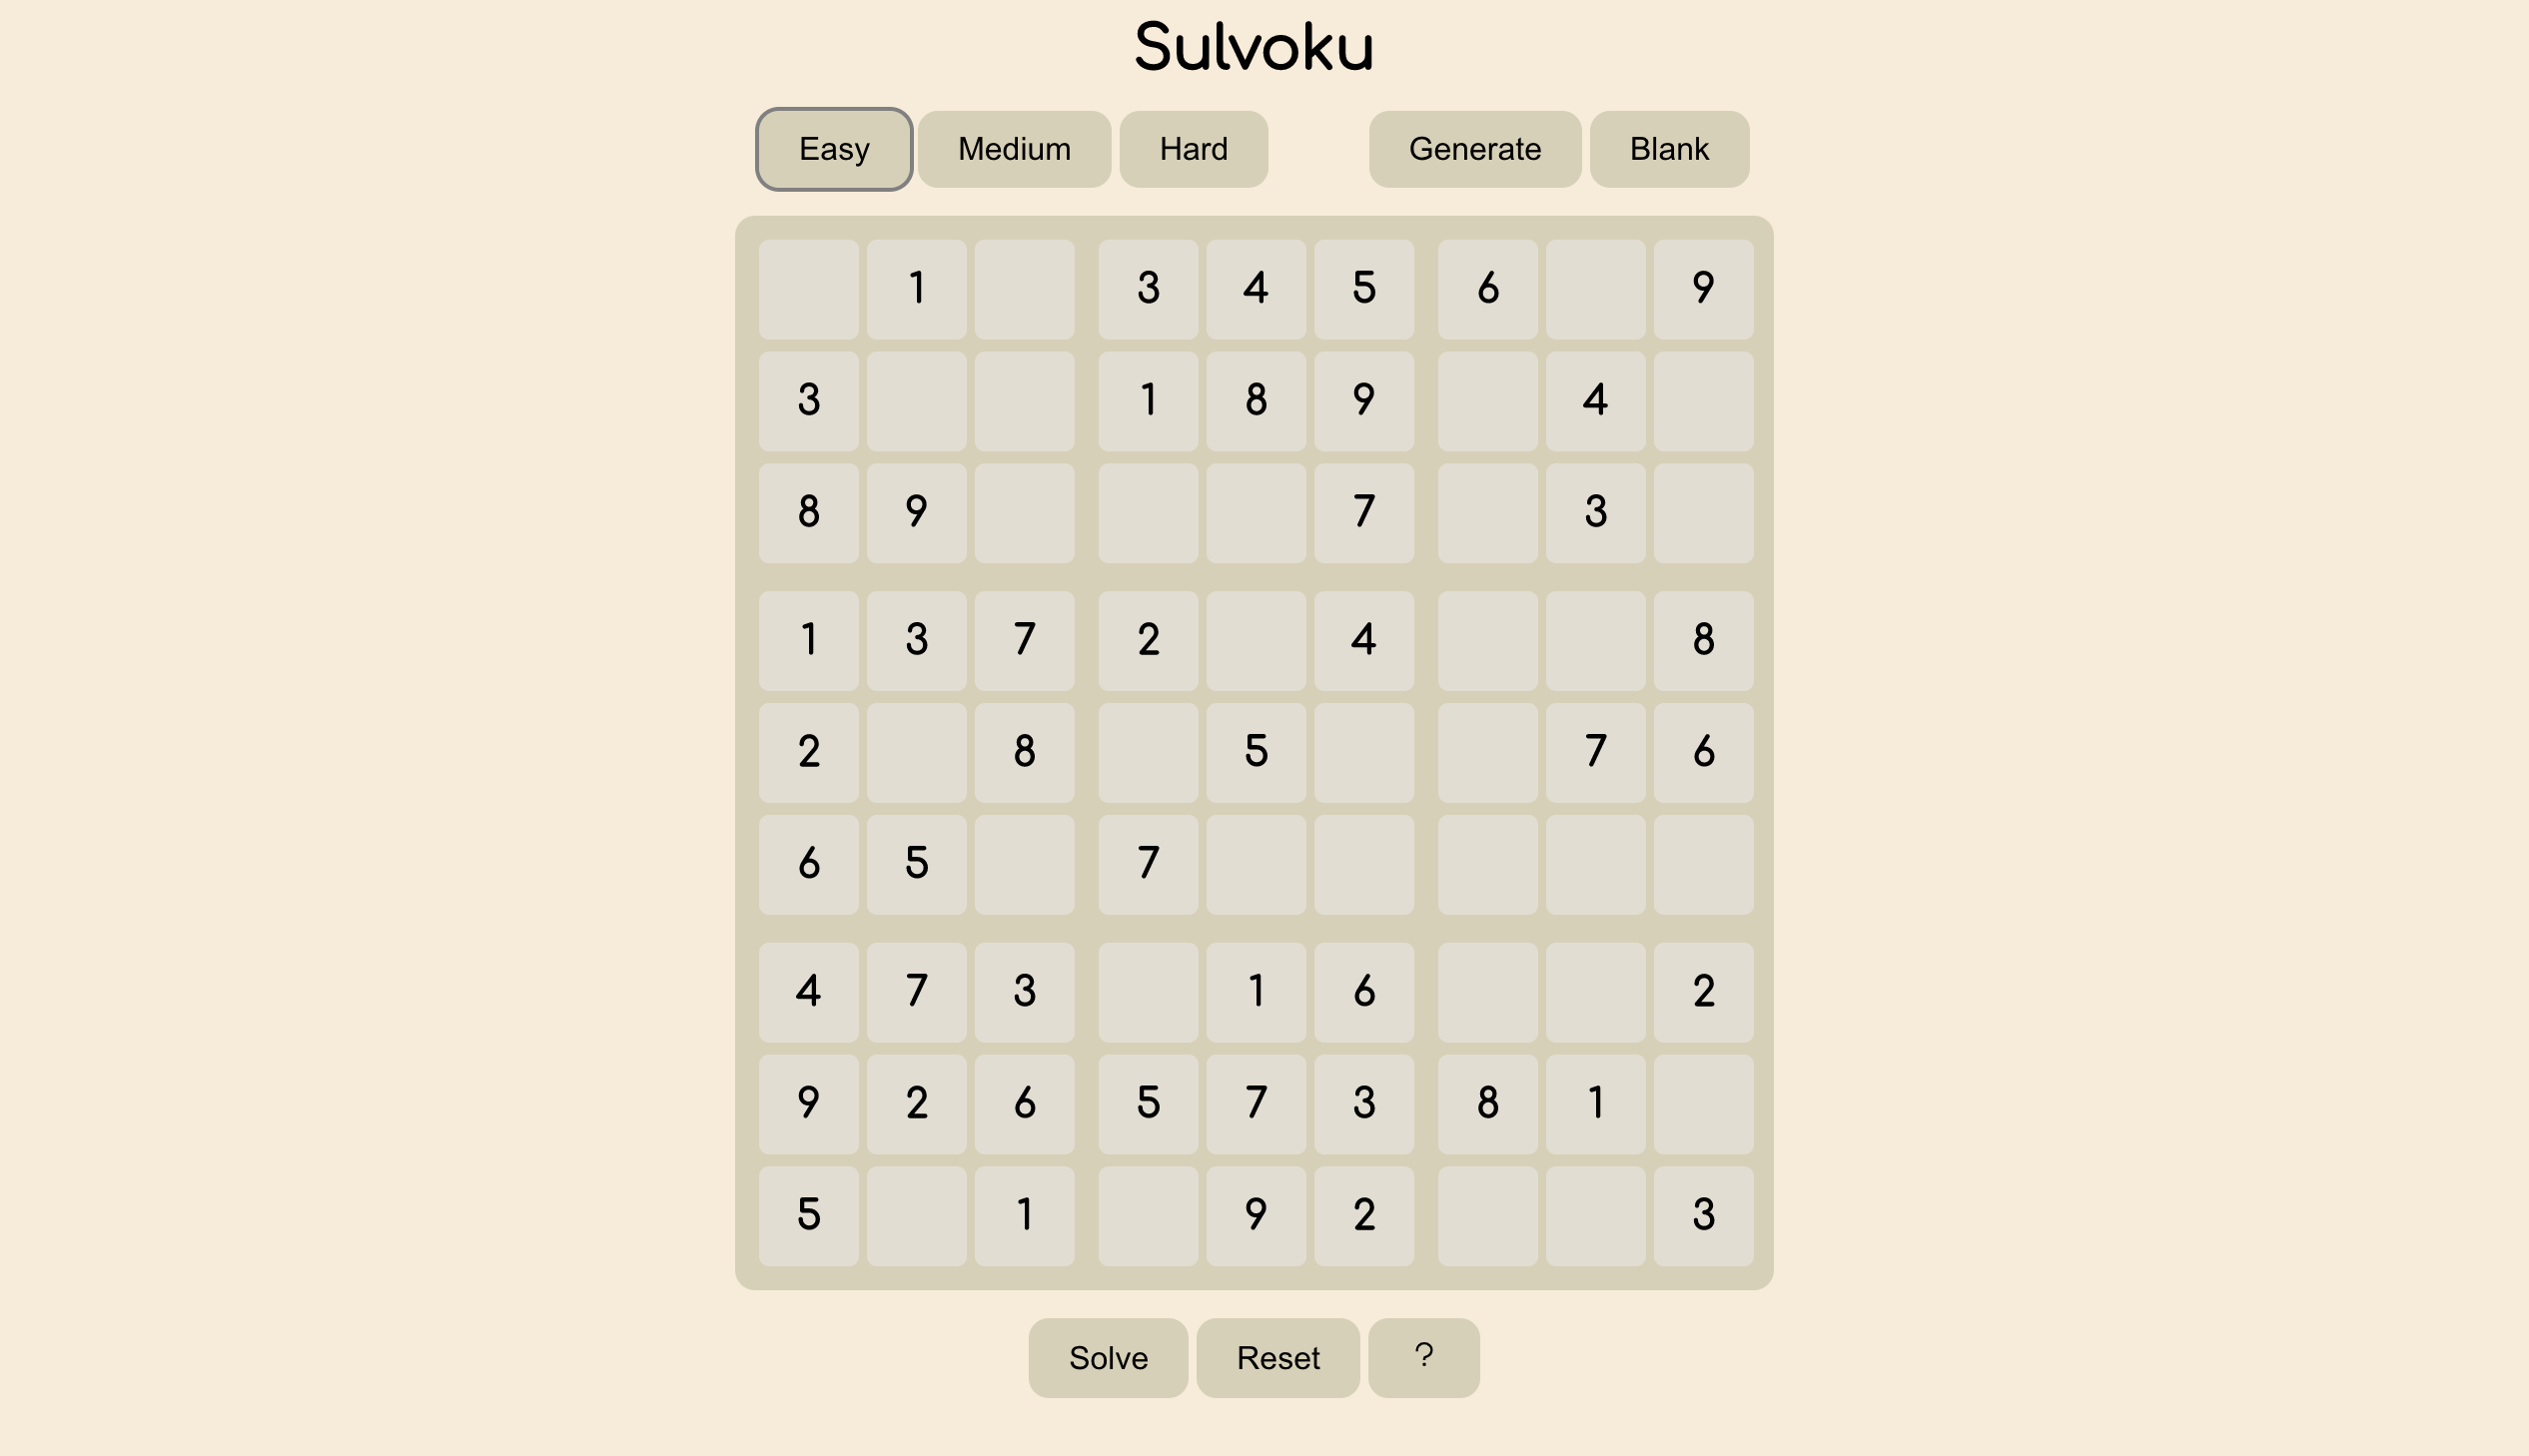 Sulvoku
Easy Medium Hard Generate Blank
1 3 4 5 6 9
3 1 8 9 4
8 9 7 3
1 3 7 2 4 8
2 8 5 7 6
6 5 7
4 7 3 1 6 2
9 2 6 5 7 3 8 1
5 1 9 2 3
Solve Reset ?